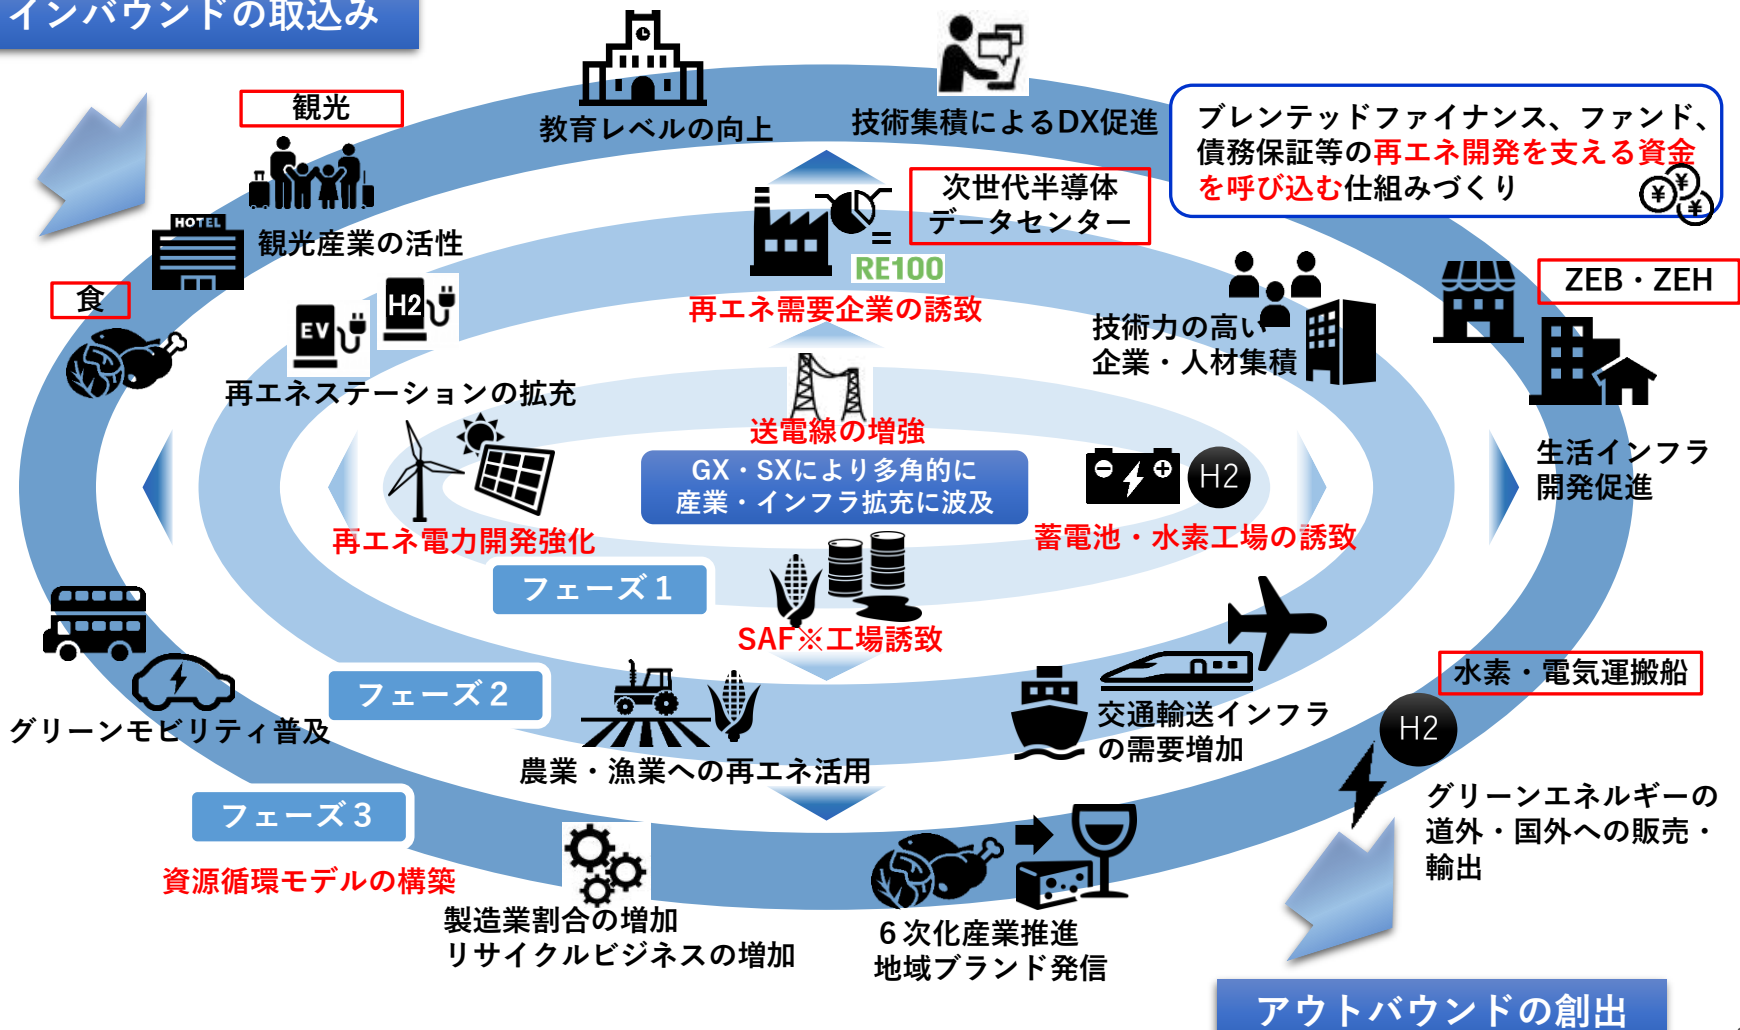 インバウンドの取込み
観光
教育レベルの向上
技術集積によるDX促進
ブレンテッドファイナンス、ファンド、
債務保証等の再エネ開発を支える資金
を呼び込む仕組みづくり
¥
¥
¥
次世代半導体
データセンター
HOTEL
観光産業の活性
RE100
再エネ需要企業の誘致
食
ZEB・ZEH
H2
EV
技術力の高い
企業・人材集積
再エネステーションの拡充
送電線の増強
GX・SXにより多角的に
産業・インフラ拡充に波及
H2
生活インフラ
開発促進
再エネ電力開発強化
蓄電池・水素工場の誘致
フェーズ1
SAF※工場誘致
フェーズ2
水素・電気運搬船
グリーンモビリティ普及
交通輸送インフラ
の需要増加
H2
農業・漁業への再エネ活用
フェーズ3
グリーンエネルギーの
道外・国外への販売・
輸出
資源循環モデルの構築
製造業割合の増加
リサイクルビジネスの増加
6次化産業推進
地域ブランド発信
アウトバウンドの創出